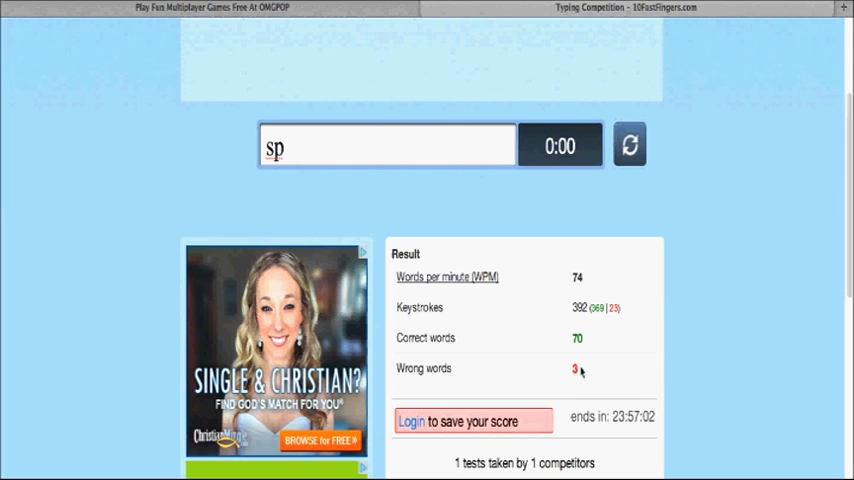 Play Fun Multiplayer Games Free At OMGPOP
Typing Competition - 10FastFingers.com
+
sp
0:00
Result
Words per minute (WPM) 74
Keystrokes 392 (369 | 23)
Correct words 70
Wrong words 3
Login to save your score
ends in: 23:57:02
1 tests taken by 1 competitors
SINGLE & CHRISTIAN?
FIND GOD'S MATCH FOR YOU®
BROWSE for FREE »